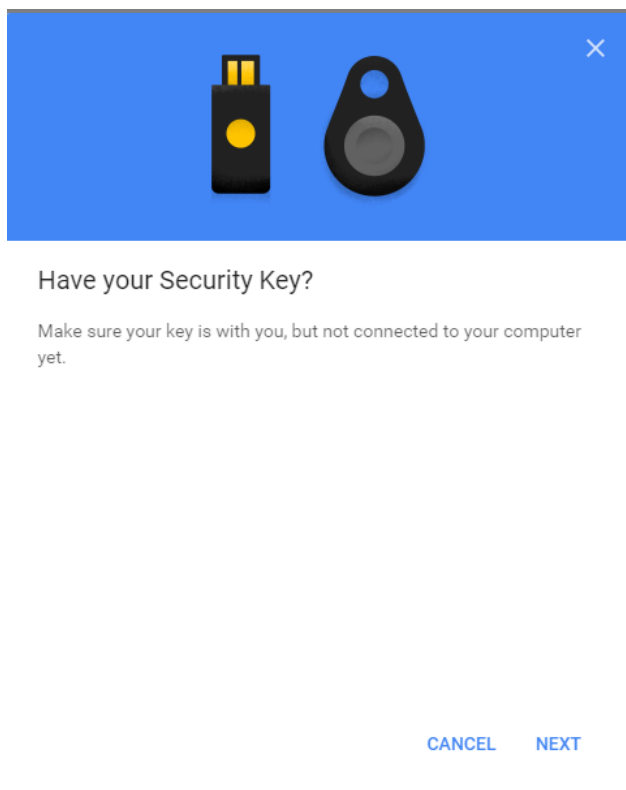 Have your Security Key?
Make sure your key is with you, but not connected to your computer
yet.
CANCEL NEXT